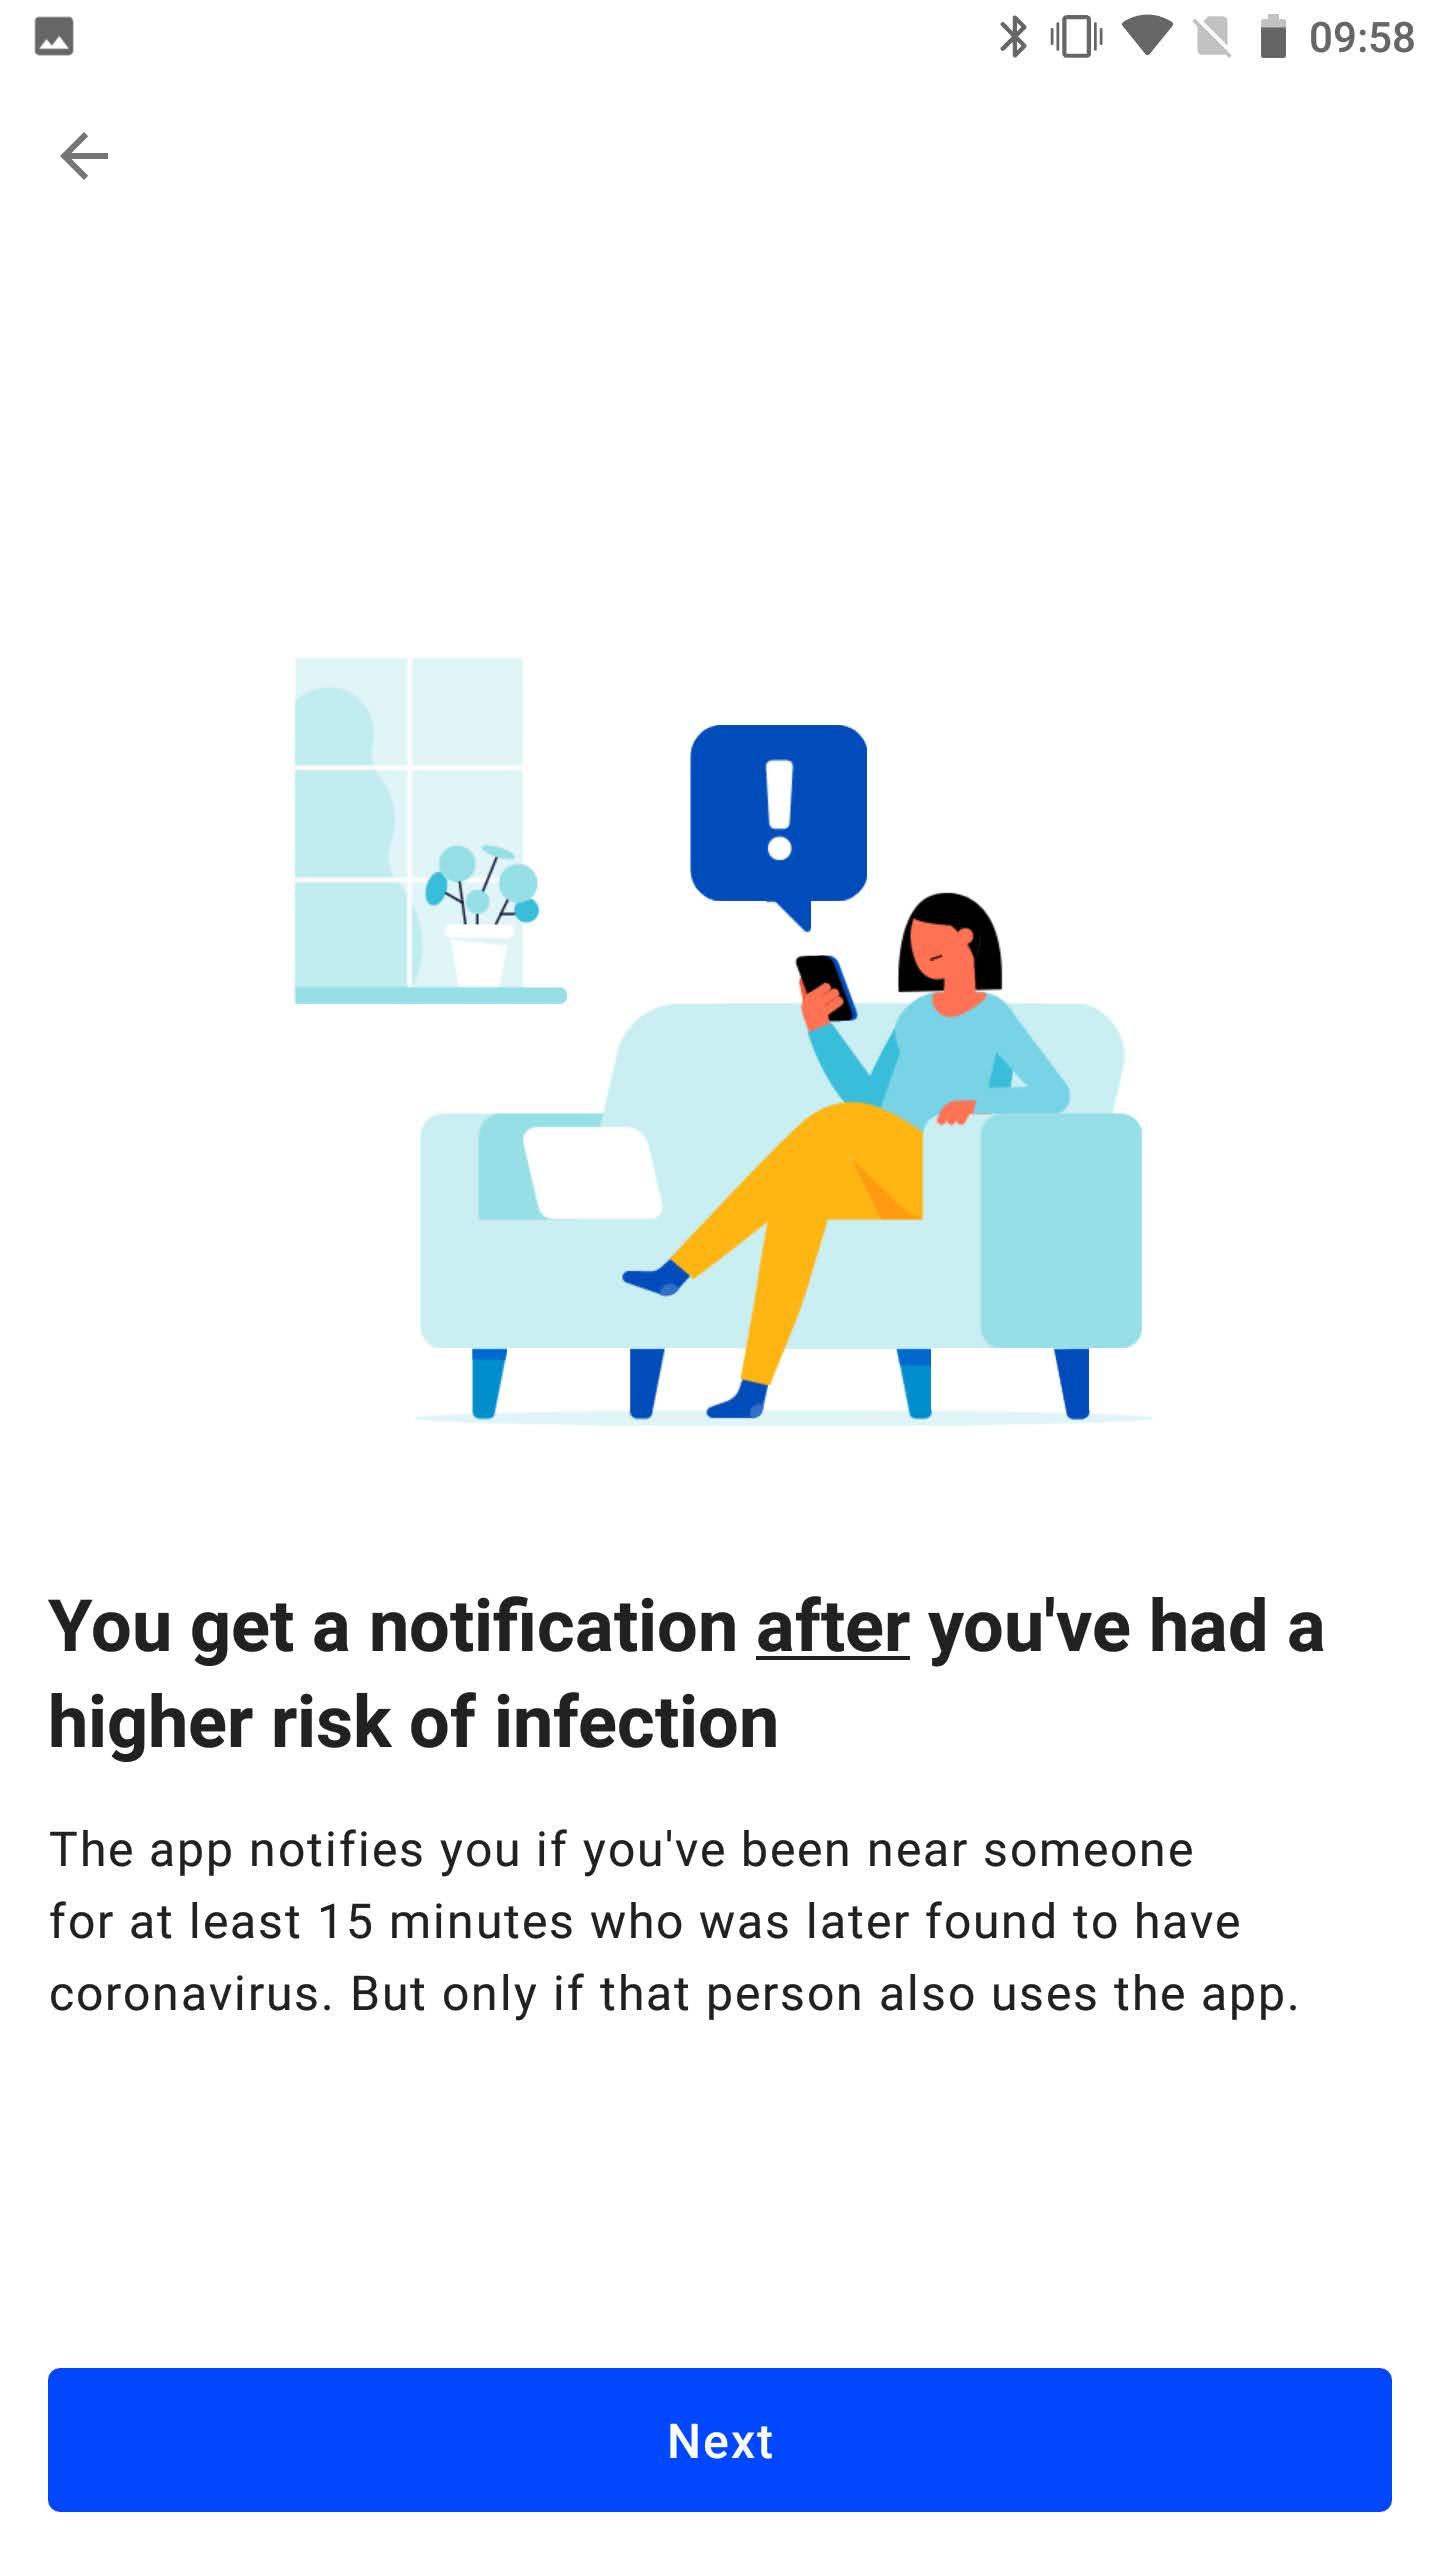 09:58
!
You get a notification after you've had a
higher risk of infection
The app notifies you if you've been near someone
for at least 15 minutes who was later found to have
coronavirus. But only if that person also uses the app.
Next